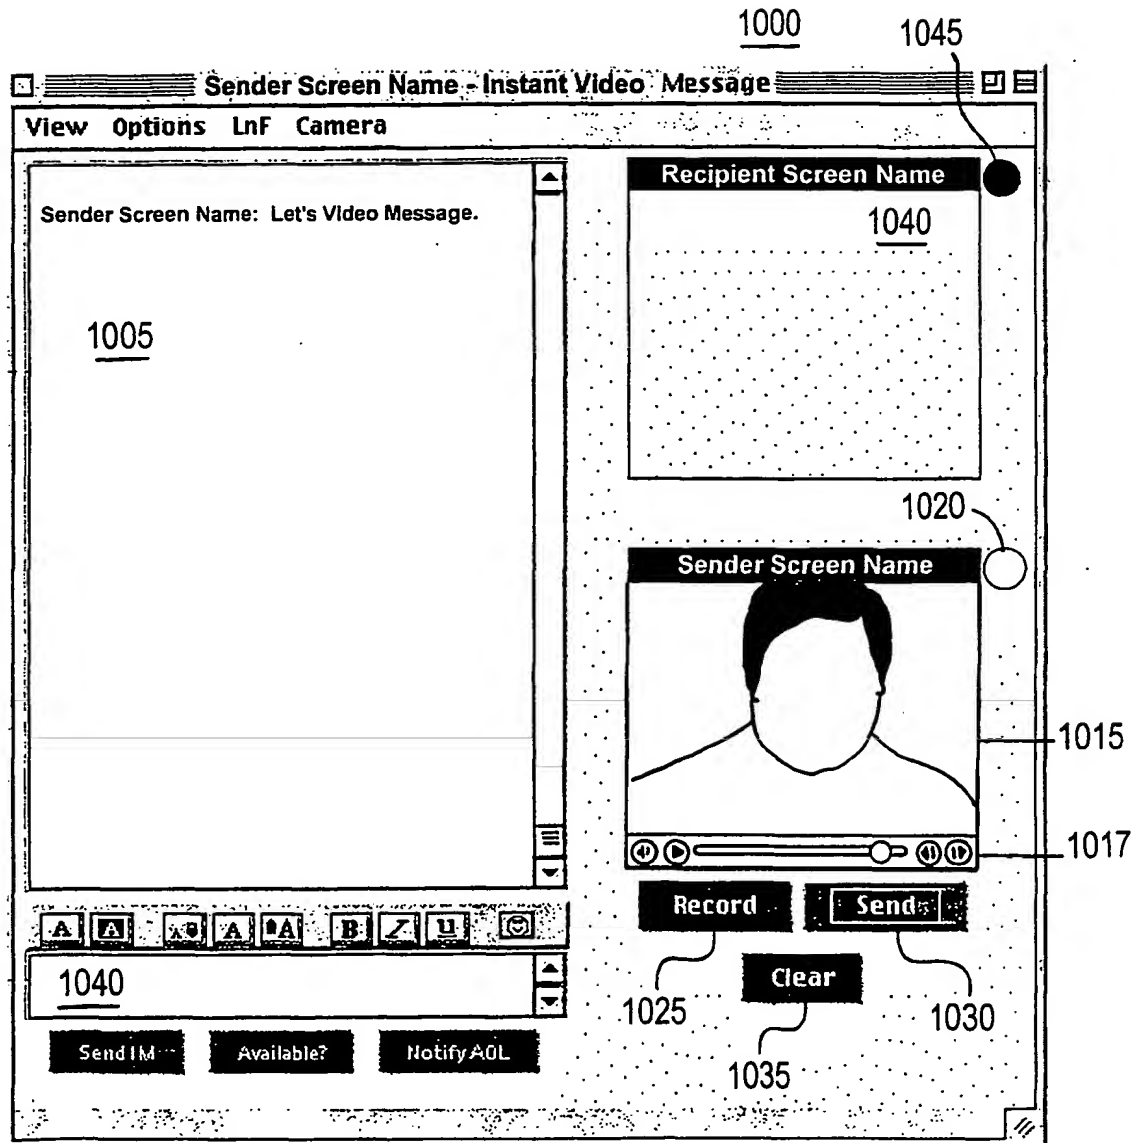 1000
1045
Sender Screen Name - Instant Video Message
View Options LnF Camera
Recipient Screen Name
1040
Sender Screen Name: Let's Video Message.
1005
1020
Sender Screen Name
1015
1017
Record
Send
Clear
1025
1030
1035
A A A A A B I U
1040
Send IM
Available?
Notify AOL